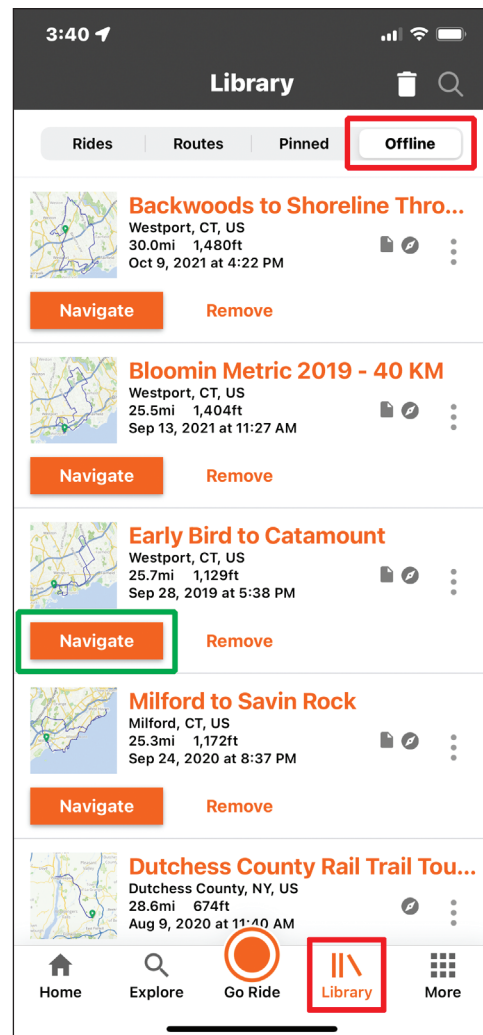 3:40
Library
Rides Routes Pinned Offline
Backwoods to Shoreline Thro...
Westport, CT, US
30.0mi 1,480ft
Oct 9, 2021 at 4:22 PM
Navigate Remove
Bloomin Metric 2019 - 40 KM
Westport, CT, US
25.5mi 1,404ft
Sep 13, 2021 at 11:27 AM
Navigate Remove
Early Bird to Catamount
Westport, CT, US
25.7mi 1,129ft
Sep 28, 2019 at 5:38 PM
Navigate Remove
Milford to Savin Rock
Milford, CT, US
25.3mi 1,172ft
Sep 24, 2020 at 8:37 PM
Navigate Remove
Dutchess County Rail Trail Tou...
Dutchess County, NY, US
28.6mi 674ft
Aug 9, 2020 at 11:40 AM
Home Explore Go Ride Library More